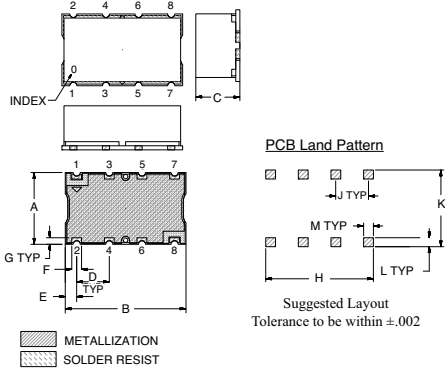 2 4 6 8
0
INDEX
1 3 5 7
C
1 3 5 7
A
G TYP
2 4 6 8
F
D
TYP
E
B
METALLIZATION
SOLDER RESIST
PCB Land Pattern
J TYP
K
M TYP
L TYP
H
Suggested Layout
Tolerance to be within ±.002